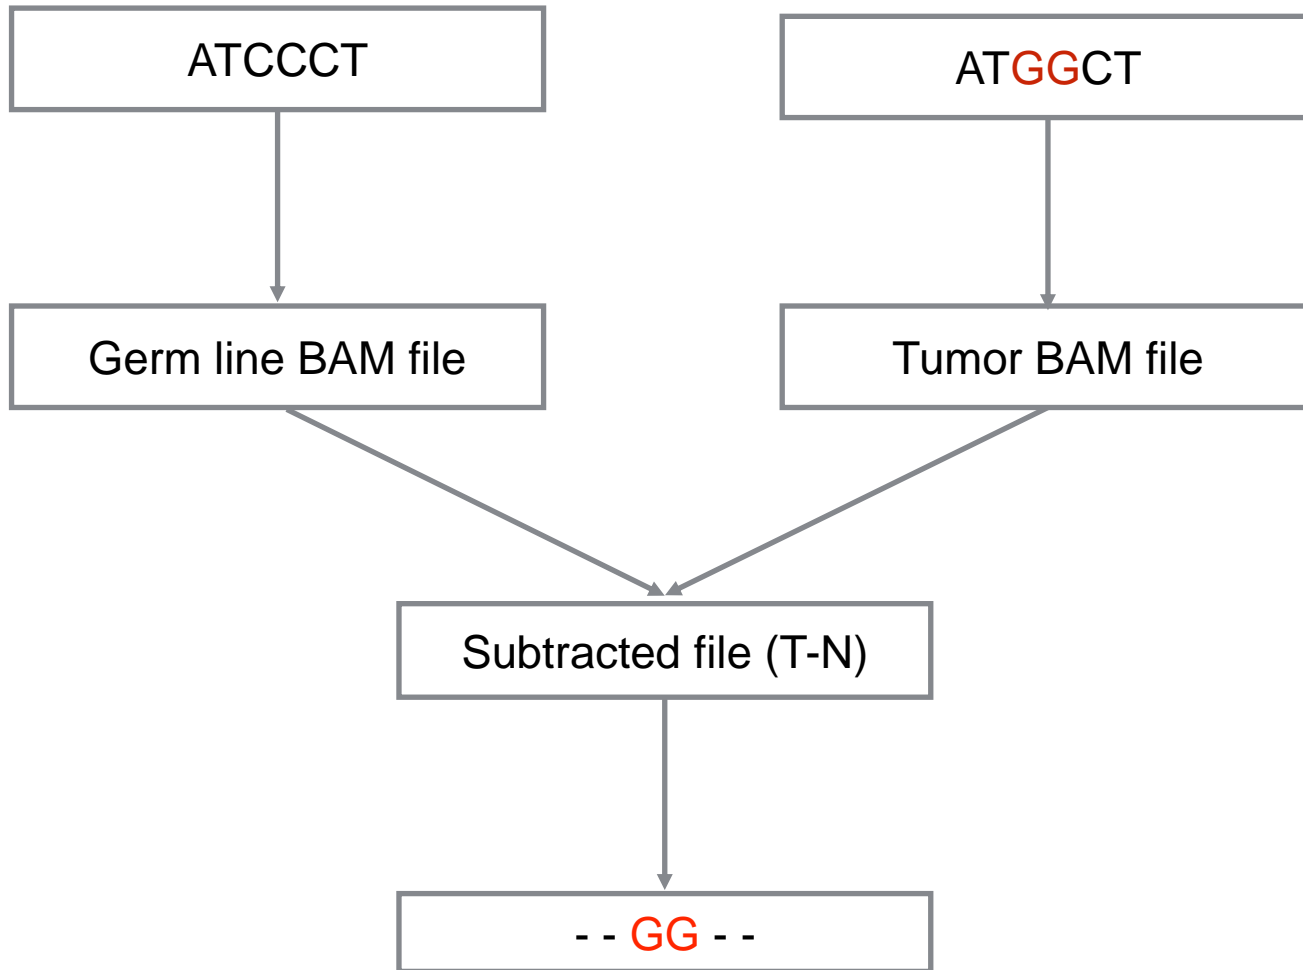 ATCCCT
ATGGCT
Germ line BAM file
Tumor BAM file
Subtracted file (T-N)
- - GG - -